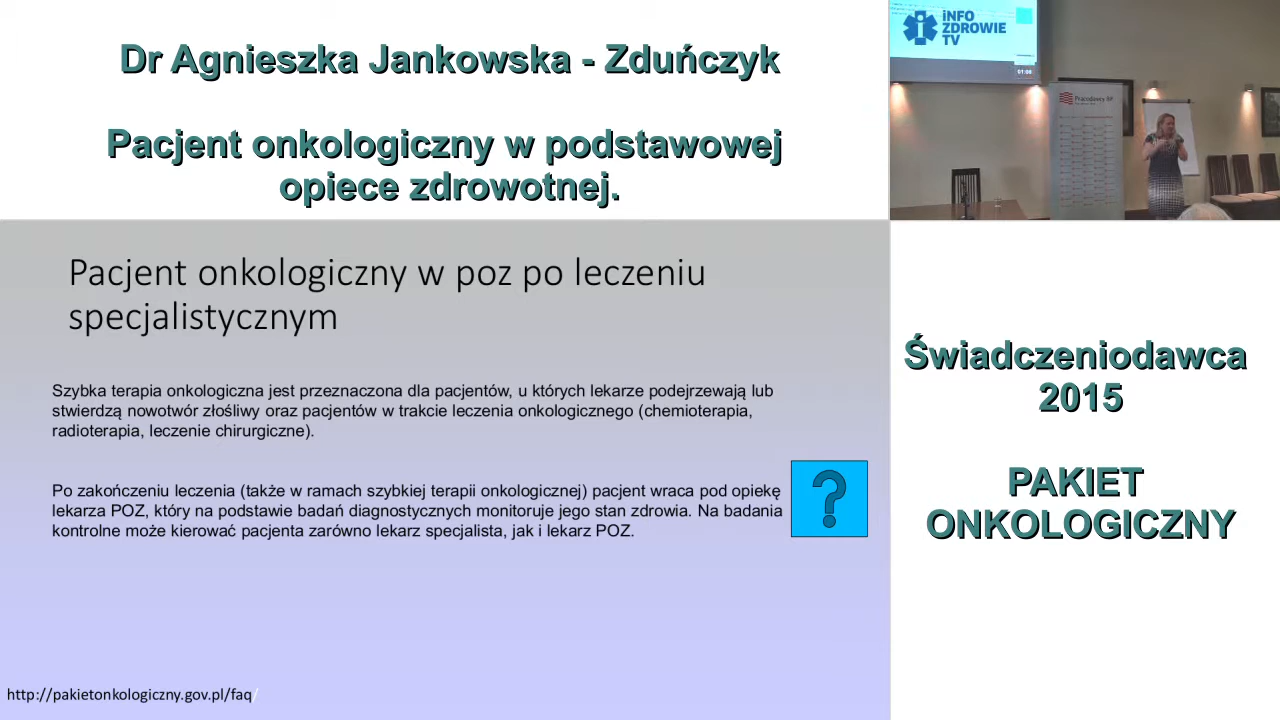 Dr Agnieszka Jankowska - Zduńczyk
Pacjent onkologiczny w podstawowej
opiece zdrowotnej.
iNFO
ZDROWIE
TV
01:08
Pracodawcy RP
Pacjent onkologiczny w poz po leczeniu
specjalistycznym
Szybka terapia onkologiczna jest przeznaczona dla pacjentów, u których lekarze podejrzewają lub
stwierdzą nowotwór złośliwy oraz pacjentów w trakcie leczenia onkologicznego (chemioterapia,
radioterapia, leczenie chirurgiczne).
Po zakończeniu leczenia (także w ramach szybkiej terapii onkologicznej) pacjent wraca pod opiekę
lekarza POZ, który na podstawie badań diagnostycznych monitoruje jego stan zdrowia. Na badania
kontrolne może kierować pacjenta zarówno lekarz specjalista, jak i lekarz POZ.
?
http://pakietonkologiczny.gov.pl/faq/
Świadczeniodawca
2015
PAKIET
ONKOLOGICZNY